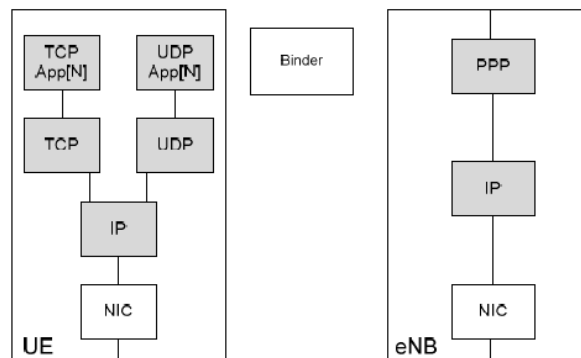 TCP
App[N]
UDP
App[N]
TCP
UDP
IP
NIC
UE
Binder
PPP
IP
NIC
eNB